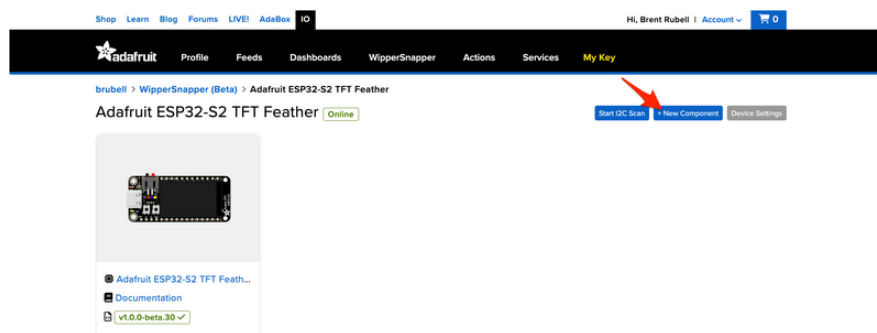 Shop Learn Blog Forums LIVE! AdaBox IO Hi, Brent Rubell | Account 0
adafruit Profile Feeds Dashboards WipperSnapper Actions Services My Key
brubell > WipperSnapper (Beta) > Adafruit ESP32-S2 TFT Feather
Adafruit ESP32-S2 TFT Feather Online Start I2C Scan + New Component Device Settings
Adafruit ESP32-S2 TFT Feath...
Documentation
v1.0.0-beta.30 ✓